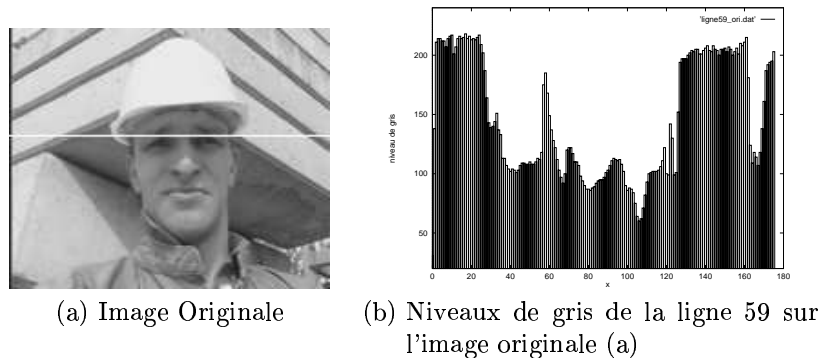 'ligne59_ori.dat'
200
150
100
50
niveau de gris
0 20 40 60 80 100 120 140 160 180
x
(a) Image Originale
(b) Niveaux de gris de la ligne 59 sur
l'image originale (a)